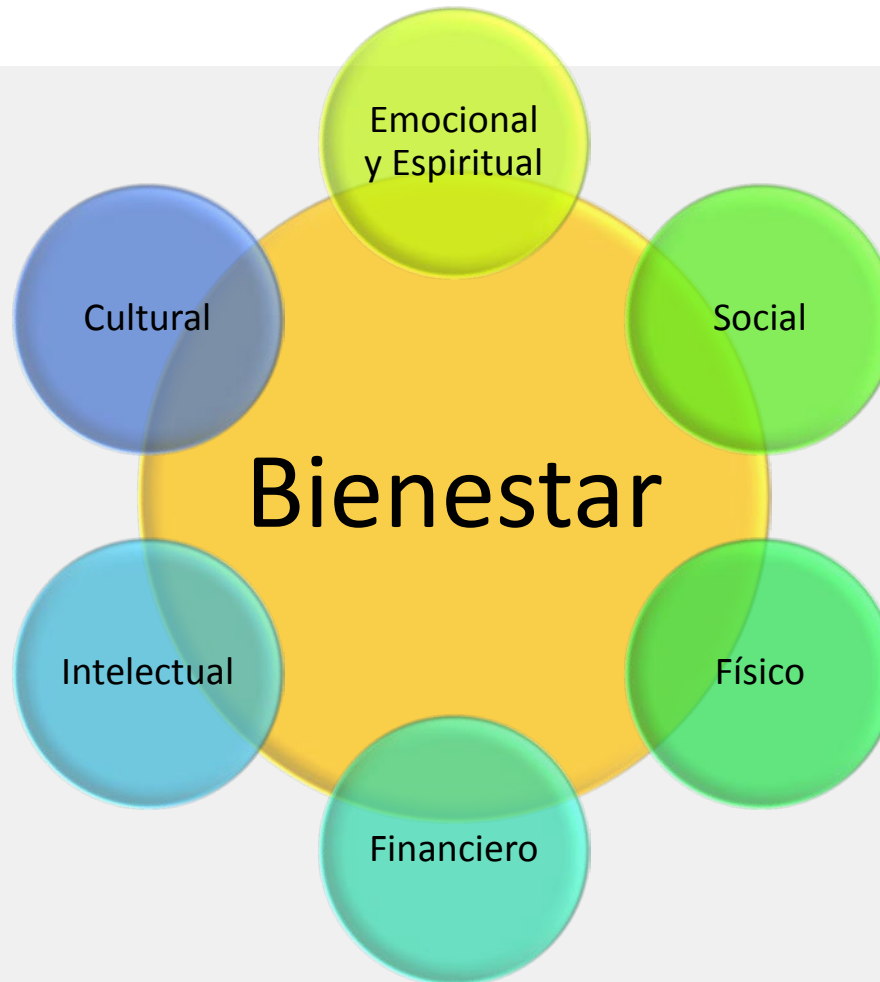 Emocional
y Espiritual
Cultural
Social
Bienestar
Intelectual
Físico
Financiero